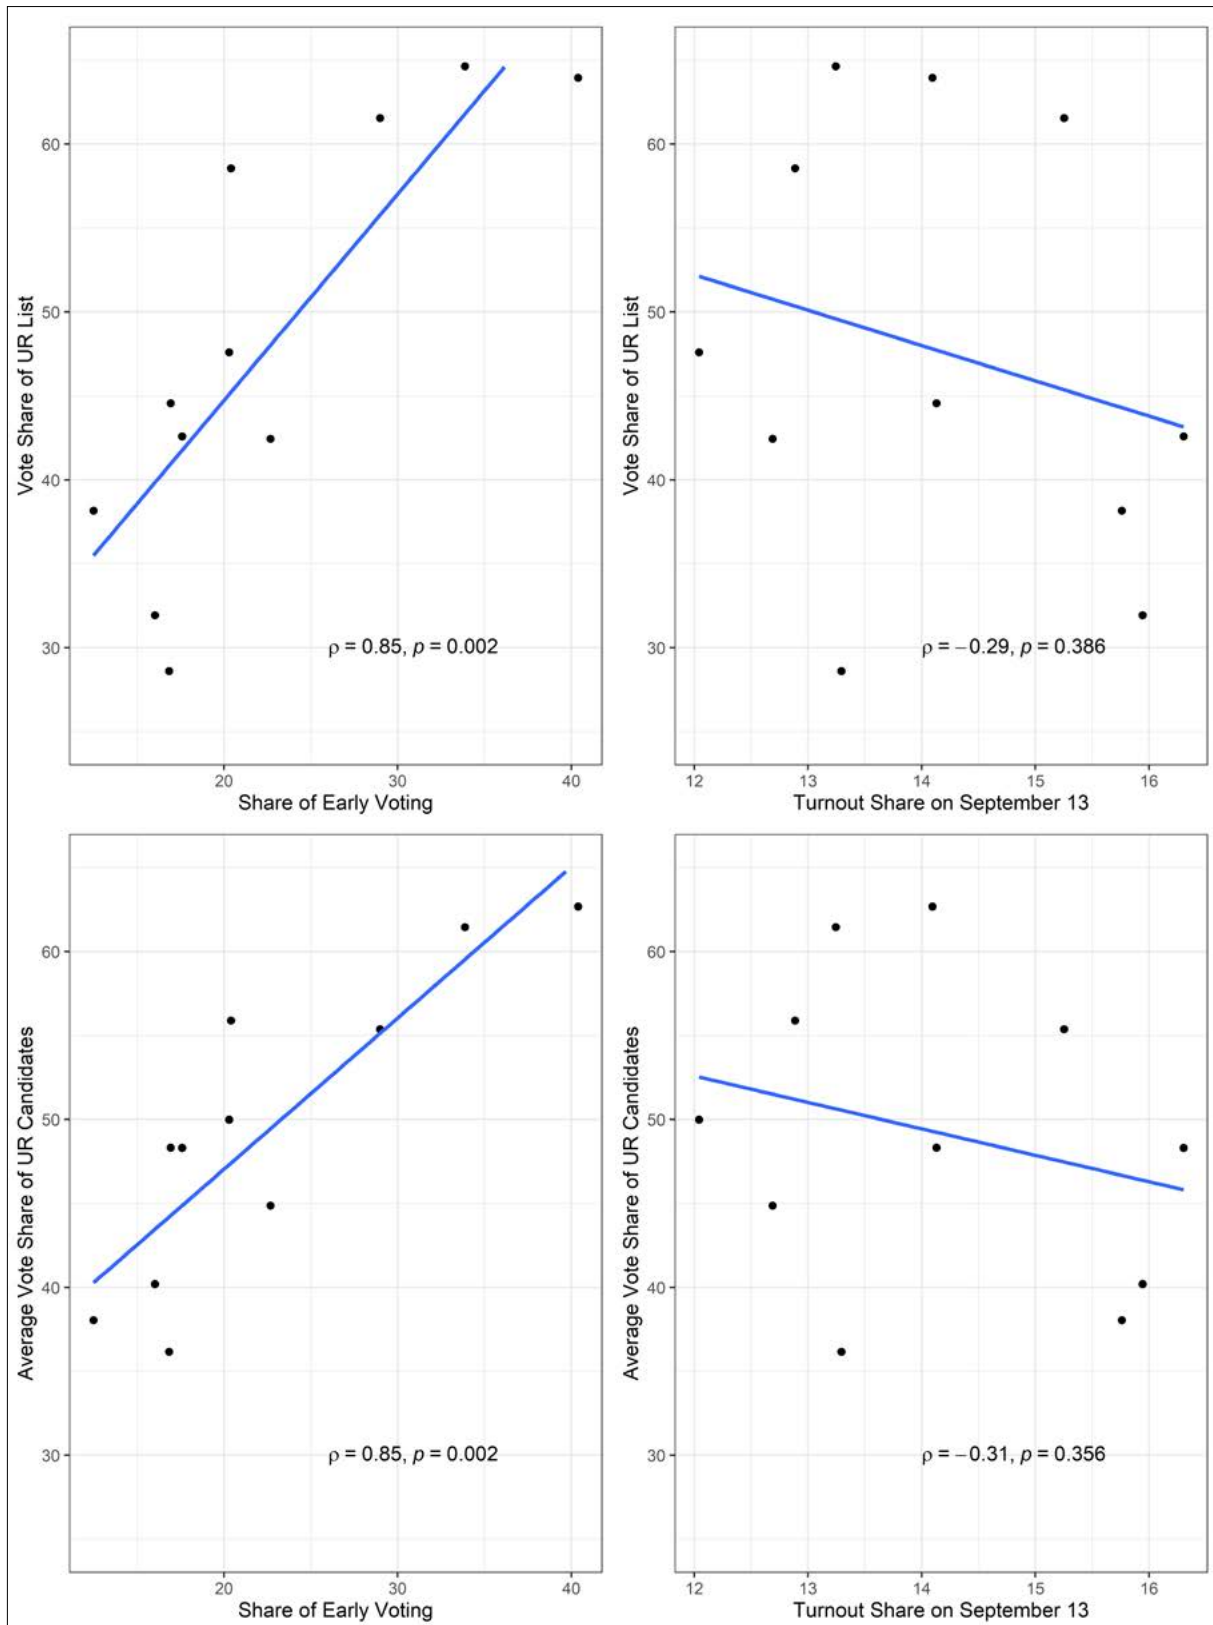 60
50
40
30
Vote Share of UR List
ρ = 0.85, p = 0.002
20 30 40
Share of Early Voting
60
50
40
30
Vote Share of UR List
ρ = −0.29, p = 0.386
12 13 14 15 16
Turnout Share on September 13
60
50
40
30
Average Vote Share of UR Candidates
ρ = 0.85, p = 0.002
20 30 40
Share of Early Voting
60
50
40
30
Average Vote Share of UR Candidates
ρ = −0.31, p = 0.356
12 13 14 15 16
Turnout Share on September 13